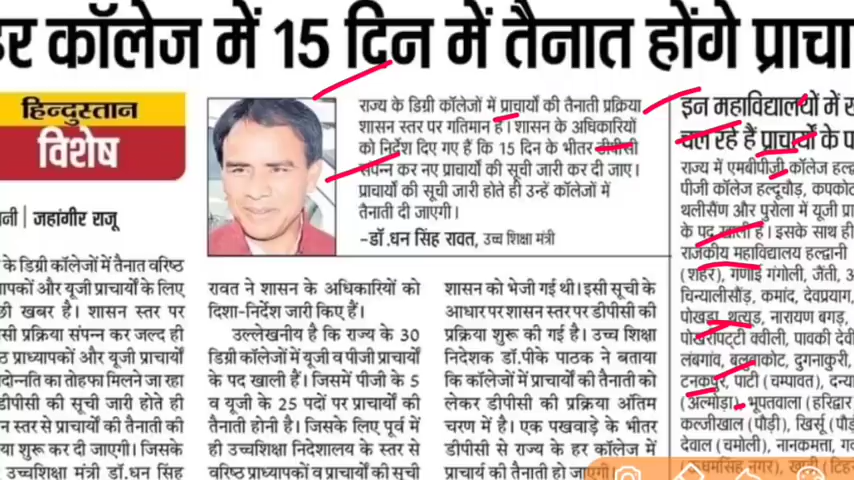 हर कॉलेज में 15 दिन में तैनात होंगे प्राचा
हिन्दुस्तान
विशेष
जहांगीर राजू
के डिग्री कॉलेजों में तैनात वरिष्ठ
पकों और यूजी प्राचार्यों के लिए
खबर है। शासन स्तर पर
सी प्रक्रिया संपन्न कर जल्द ही
प्राध्यापकों और यूजी प्राचार्यों
दोन्नति का तोहफा मिलने जा रहा
डीपीसी की सूची जारी होते ही
न स्तर से प्राचार्यों की तैनाती की
या शुरू कर दी जाएगी। जिसके
उच्चशिक्षा मंत्री डॉ.धन सिंह
राज्य के डिग्री कॉलेजों में प्राचार्यों की तैनाती प्रक्रिया
शासन स्तर पर गतिमान है। शासन के अधिकारियों
को निर्देश दिए गए हैं कि 15 दिन के भीतर डीपीसी
संपन्न कर नए प्राचार्यों की सूची जारी कर दी जाए।
प्राचार्यों की सूची जारी होते ही उन्हें कॉलेजों में
तैनाती दी जाएगी।
-डॉ.धन सिंह रावत, उच्च शिक्षा मंत्री
रावत ने शासन के अधिकारियों को
दिशा-निर्देश जारी किए हैं।
उल्लेखनीय है कि राज्य के 30
डिग्री कॉलेजों में यूजी व पीजी प्राचार्यों
के पद खाली हैं। जिसमें पीजी के 5
व यूजी के 25 पदों पर प्राचार्यों की
तैनाती होनी है। जिसके लिए पूर्व में
ही उच्चशिक्षा निदेशालय के स्तर से
वरिष्ठ प्राध्यापकों व प्राचार्यों की सूची
शासन को भेजी गई थी। इसी सूची के
आधार पर शासन स्तर पर डीपीसी की
प्रक्रिया शुरू की गई है। उच्च शिक्षा
निदेशक डॉ.पीके पाठक ने बताया
कि कॉलेजों में प्राचार्यों की तैनाती को
लेकर डीपीसी की प्रक्रिया अंतिम
चरण में है। एक पखवाड़े के भीतर
डीपीसी से राज्य के हर कॉलेज में
प्राचार्य की तैनाती हो जाएगी।
इन महाविद्यालयों में
चल रहे हैं प्राचार्यों के प
राज्य में एमबीपीजी कॉलेज हल्द्वा
पीजी कॉलेज हल्दूचौड़, कपकोट
थलीसैंण और पुरोला में यूजी प्रा
के पद खाली हैं। इसके साथ ही
राजकीय महाविद्यालय हल्द्वानी
(शहर), गणाई गंगोली, जैंती,
चिन्यालीसौड़, कमांद, देवप्रयाग,
पोखड़ा, थत्यूड़, नारायण बगड़,
पोखरीपट्टी क्वीली, पावकी देवी
लंबगांव, बलुवाकोट, दुगनाकुरी,
टनकपुर, पाटी (चम्पावत), दन्या
(अल्मोड़ा), भूपतवाला (हरिद्वार
कल्जीखाल (पौड़ी), खिर्सू (पौड़
देवाल (चमोली), नानकमत्ता,